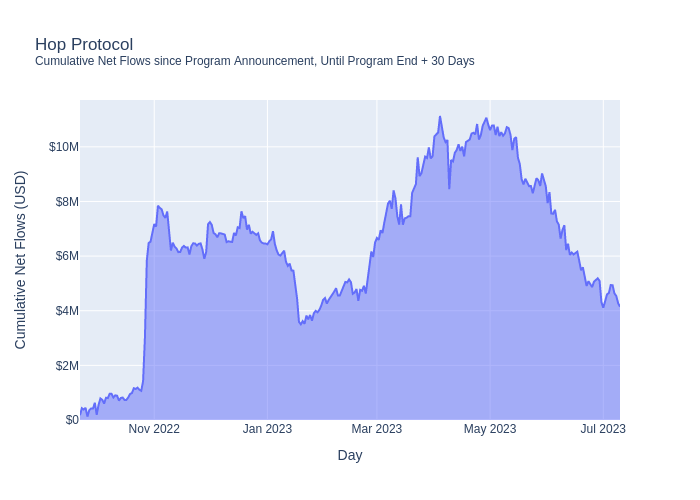 Hop Protocol
Cumulative Net Flows since Program Announcement, Until Program End + 30 Days
Cumulative Net Flows (USD)
$10M
$8M
$6M
$4M
$2M
$0
Nov 2022 Jan 2023 Mar 2023 May 2023 Jul 2023
Day